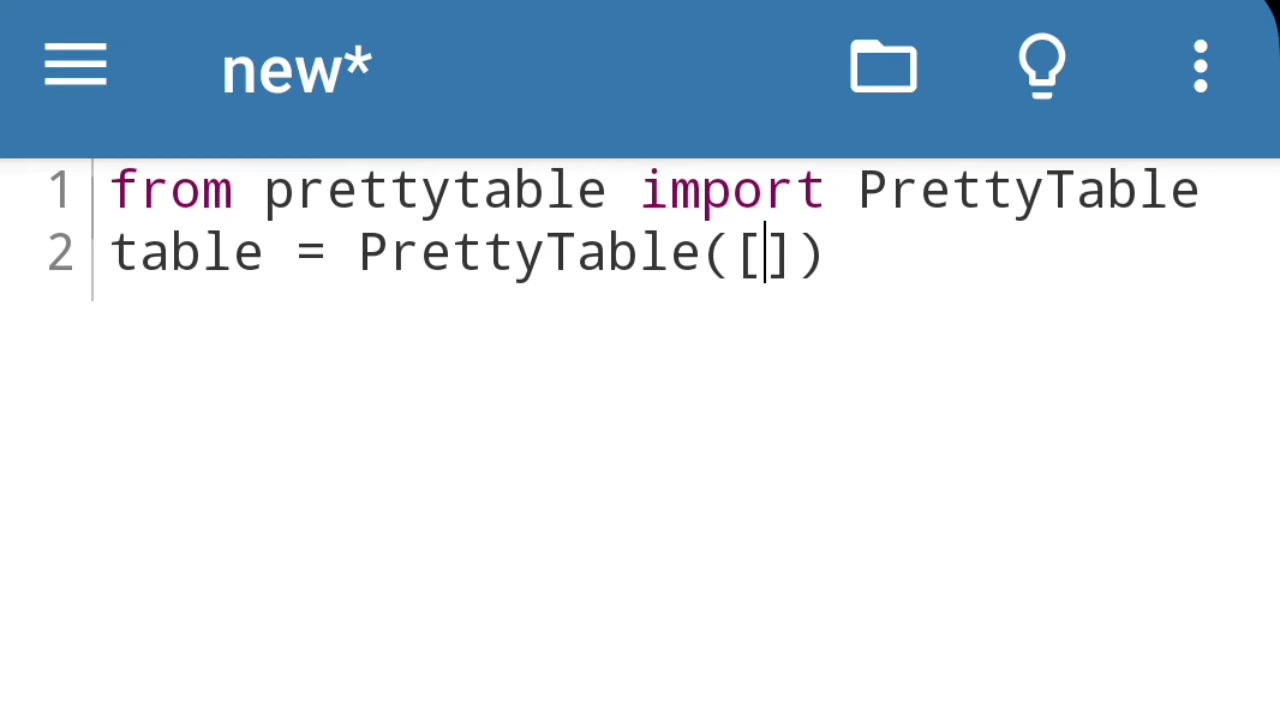 new*
1 from prettytable import PrettyTable
2 table = PrettyTable([])